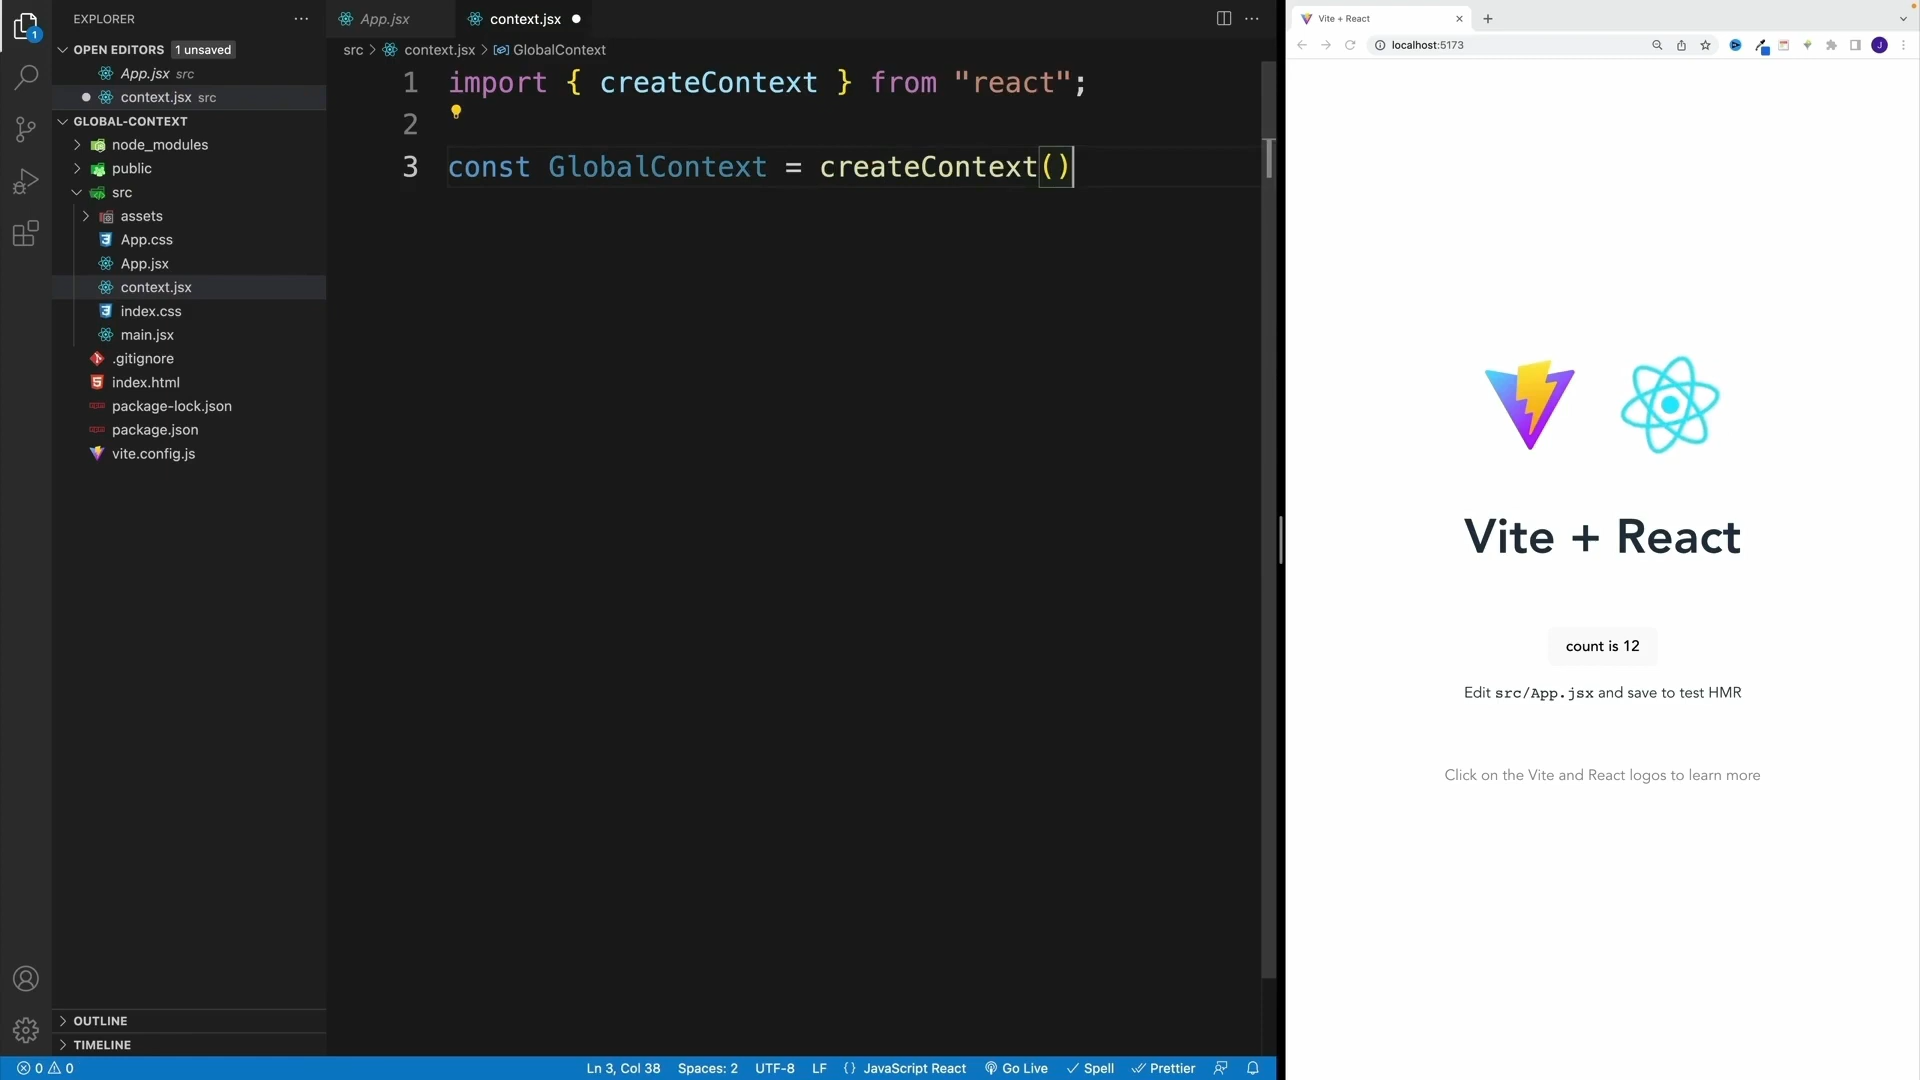 EXPLORER
OPEN EDITORS 1 unsaved
App.jsx src
context.jsx src
GLOBAL-CONTEXT
node_modules
public
src
assets
App.css
App.jsx
context.jsx
index.css
main.jsx
.gitignore
index.html
package-lock.json
package.json
vite.config.js
OUTLINE
TIMELINE
1
App.jsx
context.jsx
src > context.jsx > GlobalContext
1 import { createContext } from "react";
2
3 const GlobalContext = createContext()
0 0
Ln 3, Col 38 Spaces: 2 UTF-8 LF {} JavaScript React Go Live Spell Prettier
Vite + React
localhost:5173
J
Vite + React
count is 12
Edit src/App.jsx and save to test HMR
Click on the Vite and React logos to learn more